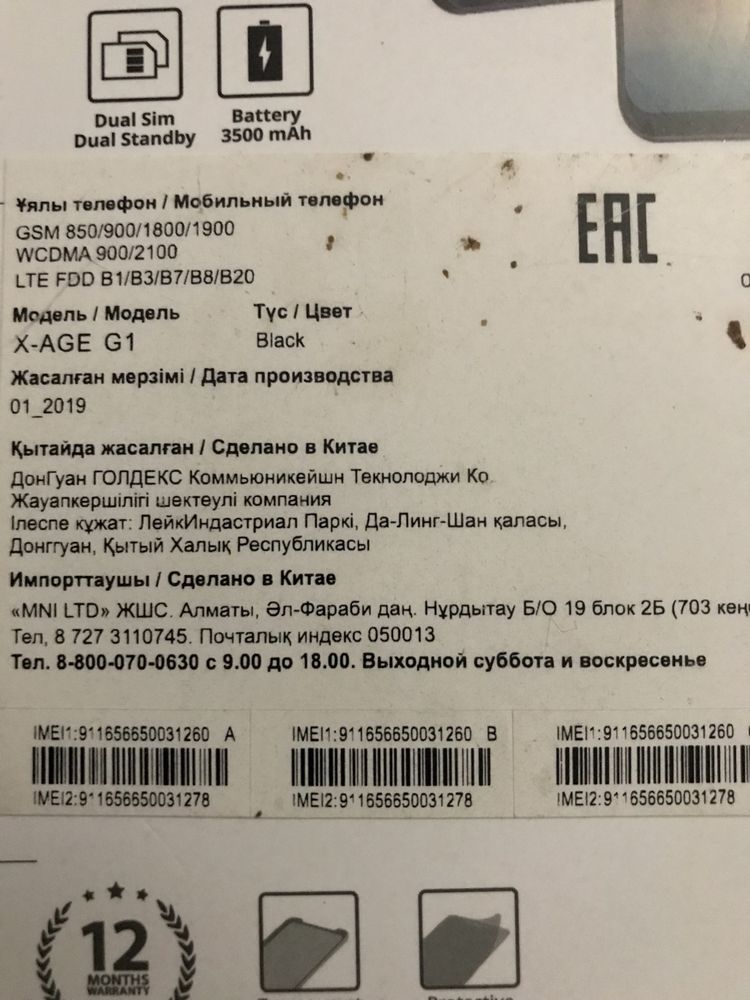 Dual Sim
Dual Standby
Battery
3500 mAh
Ұялы телефон / Мобильный телефон
GSM 850/900/1800/1900
WCDMA 900/2100
LTE FDD B1/B3/B7/B8/B20
EAC
Модель / Модель
Түс / Цвет
X-AGE G1
Black
Жасалған мерзімі / Дата производства
01_2019
Қытайда жасалған / Сделано в Китае
ДонГуан ГОЛДЕКС Коммьюникейшн Текнолоджи Ко
Жауапкершілігі шектеулі компания
Ілеспе құжат: ЛейкИндастриал Паркі, Да-Линг-Шан қаласы,
Донггуан, Қытый Халық Республикасы
Импорттаушы / Сделано в Китае
«MNI LTD» ЖШС. Алматы, Әл-Фараби даң. Нұрдытау Б/О 19 блок 2Б (703
Тел, 8 727 3110745. Почталық индекс 050013
Тел. 8-800-070-0630 с 9.00 до 18.00. Выходной суббота и воскресенье
IMEI1:911656650031260 A
IMEI2:911656650031278
IMEI1:911656650031260 B
IMEI2:911656650031278
IMEI1:911656650031260
IMEI2:911656650031278
12
MONTHS
WARRANTY